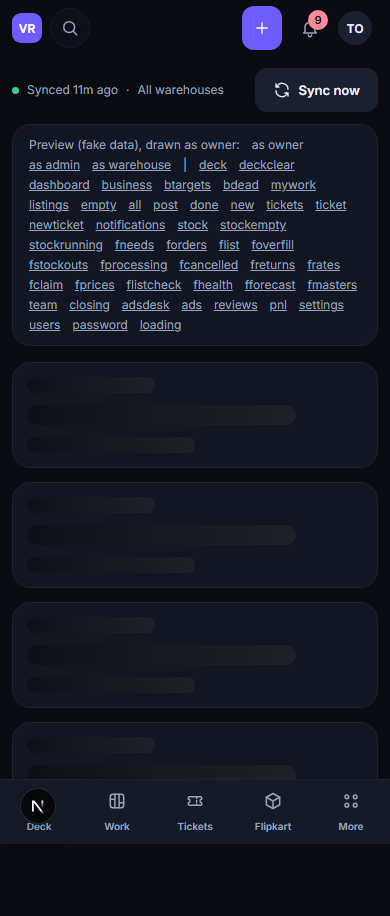 VR
9
TO
Synced 11m ago · All warehouses
Sync now
Preview (fake data), drawn as owner: as owner
as admin as warehouse | deck deckclear
dashboard business btargets bdead mywork
listings empty all post done new tickets ticket
newticket notifications stock stockempty
stockrunning fneeds forders flist foverfill
fstockouts fprocessing fcancelled freturns frates
fclaim fprices flistcheck fhealth fforecast fmasters
team closing adsdesk ads reviews pnl settings
users password loading
N
Deck Work Tickets Flipkart More